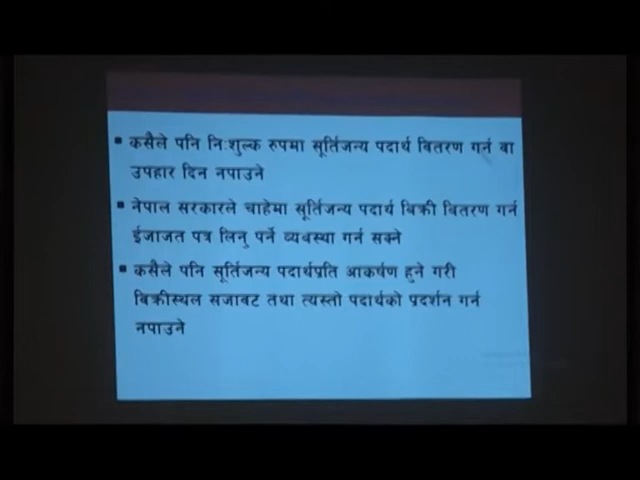 ▪ कसैले पनि निःशुल्क रुपमा सूर्तिजन्य पदार्थ वितरण गर्न वा
उपहार दिन नपाउने
▪ नेपाल सरकारले चाहेमा सूर्तिजन्य पदार्थ बिक्री बितरण गर्न
ईजाजत पत्र लिनु पर्ने व्यबस्था गर्न सक्ने
▪ कसैले पनि सूर्तिजन्य पदार्थप्रति आकर्षण हुने गरी
बिक्रीस्थल सजावट तथा त्यस्तो पदार्थको प्रदर्शन गर्न
नपाउने